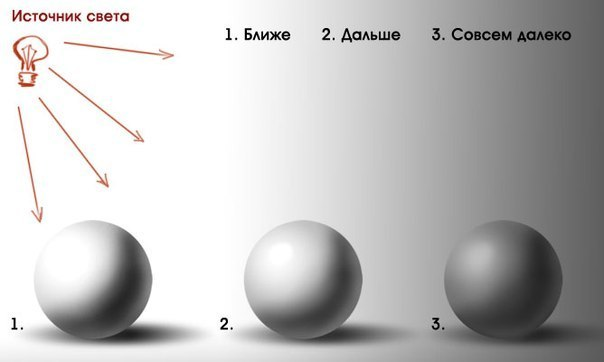 Источник света
1. Ближе 2. Дальше 3. Совсем далеко
1. 2. 3.